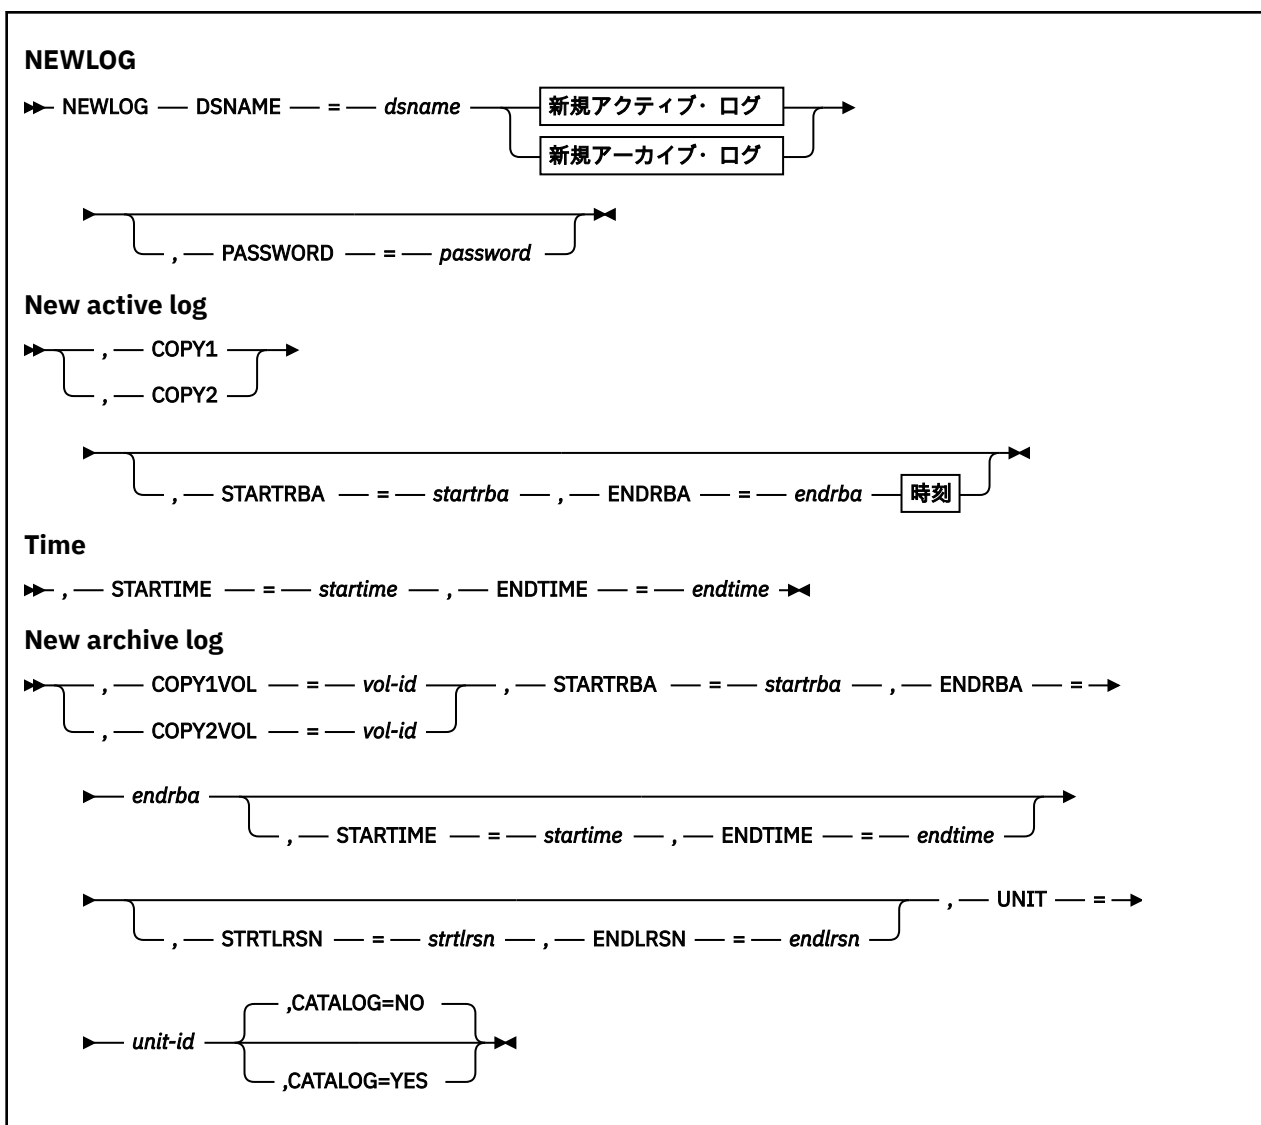 NEWLOG
NEWLOG DSNAME = dsname 新規アクティブ・ログ
新規アーカイブ・ログ
, PASSWORD = password
New active log
, COPY1
, COPY2
, STARTRBA = startrba , ENDRBA = endrba 時刻
Time
, STARTIME = startime , ENDTIME = endtime
New archive log
, COPY1VOL = vol-id , STARTRBA = startrba , ENDRBA =
, COPY2VOL = vol-id
endrba
, STARTIME = startime , ENDTIME = endtime
, UNIT =
, STRTLRSN = strtlrsn , ENDLRSN = endlrsn
,CATALOG=NO
unit-id
,CATALOG=YES